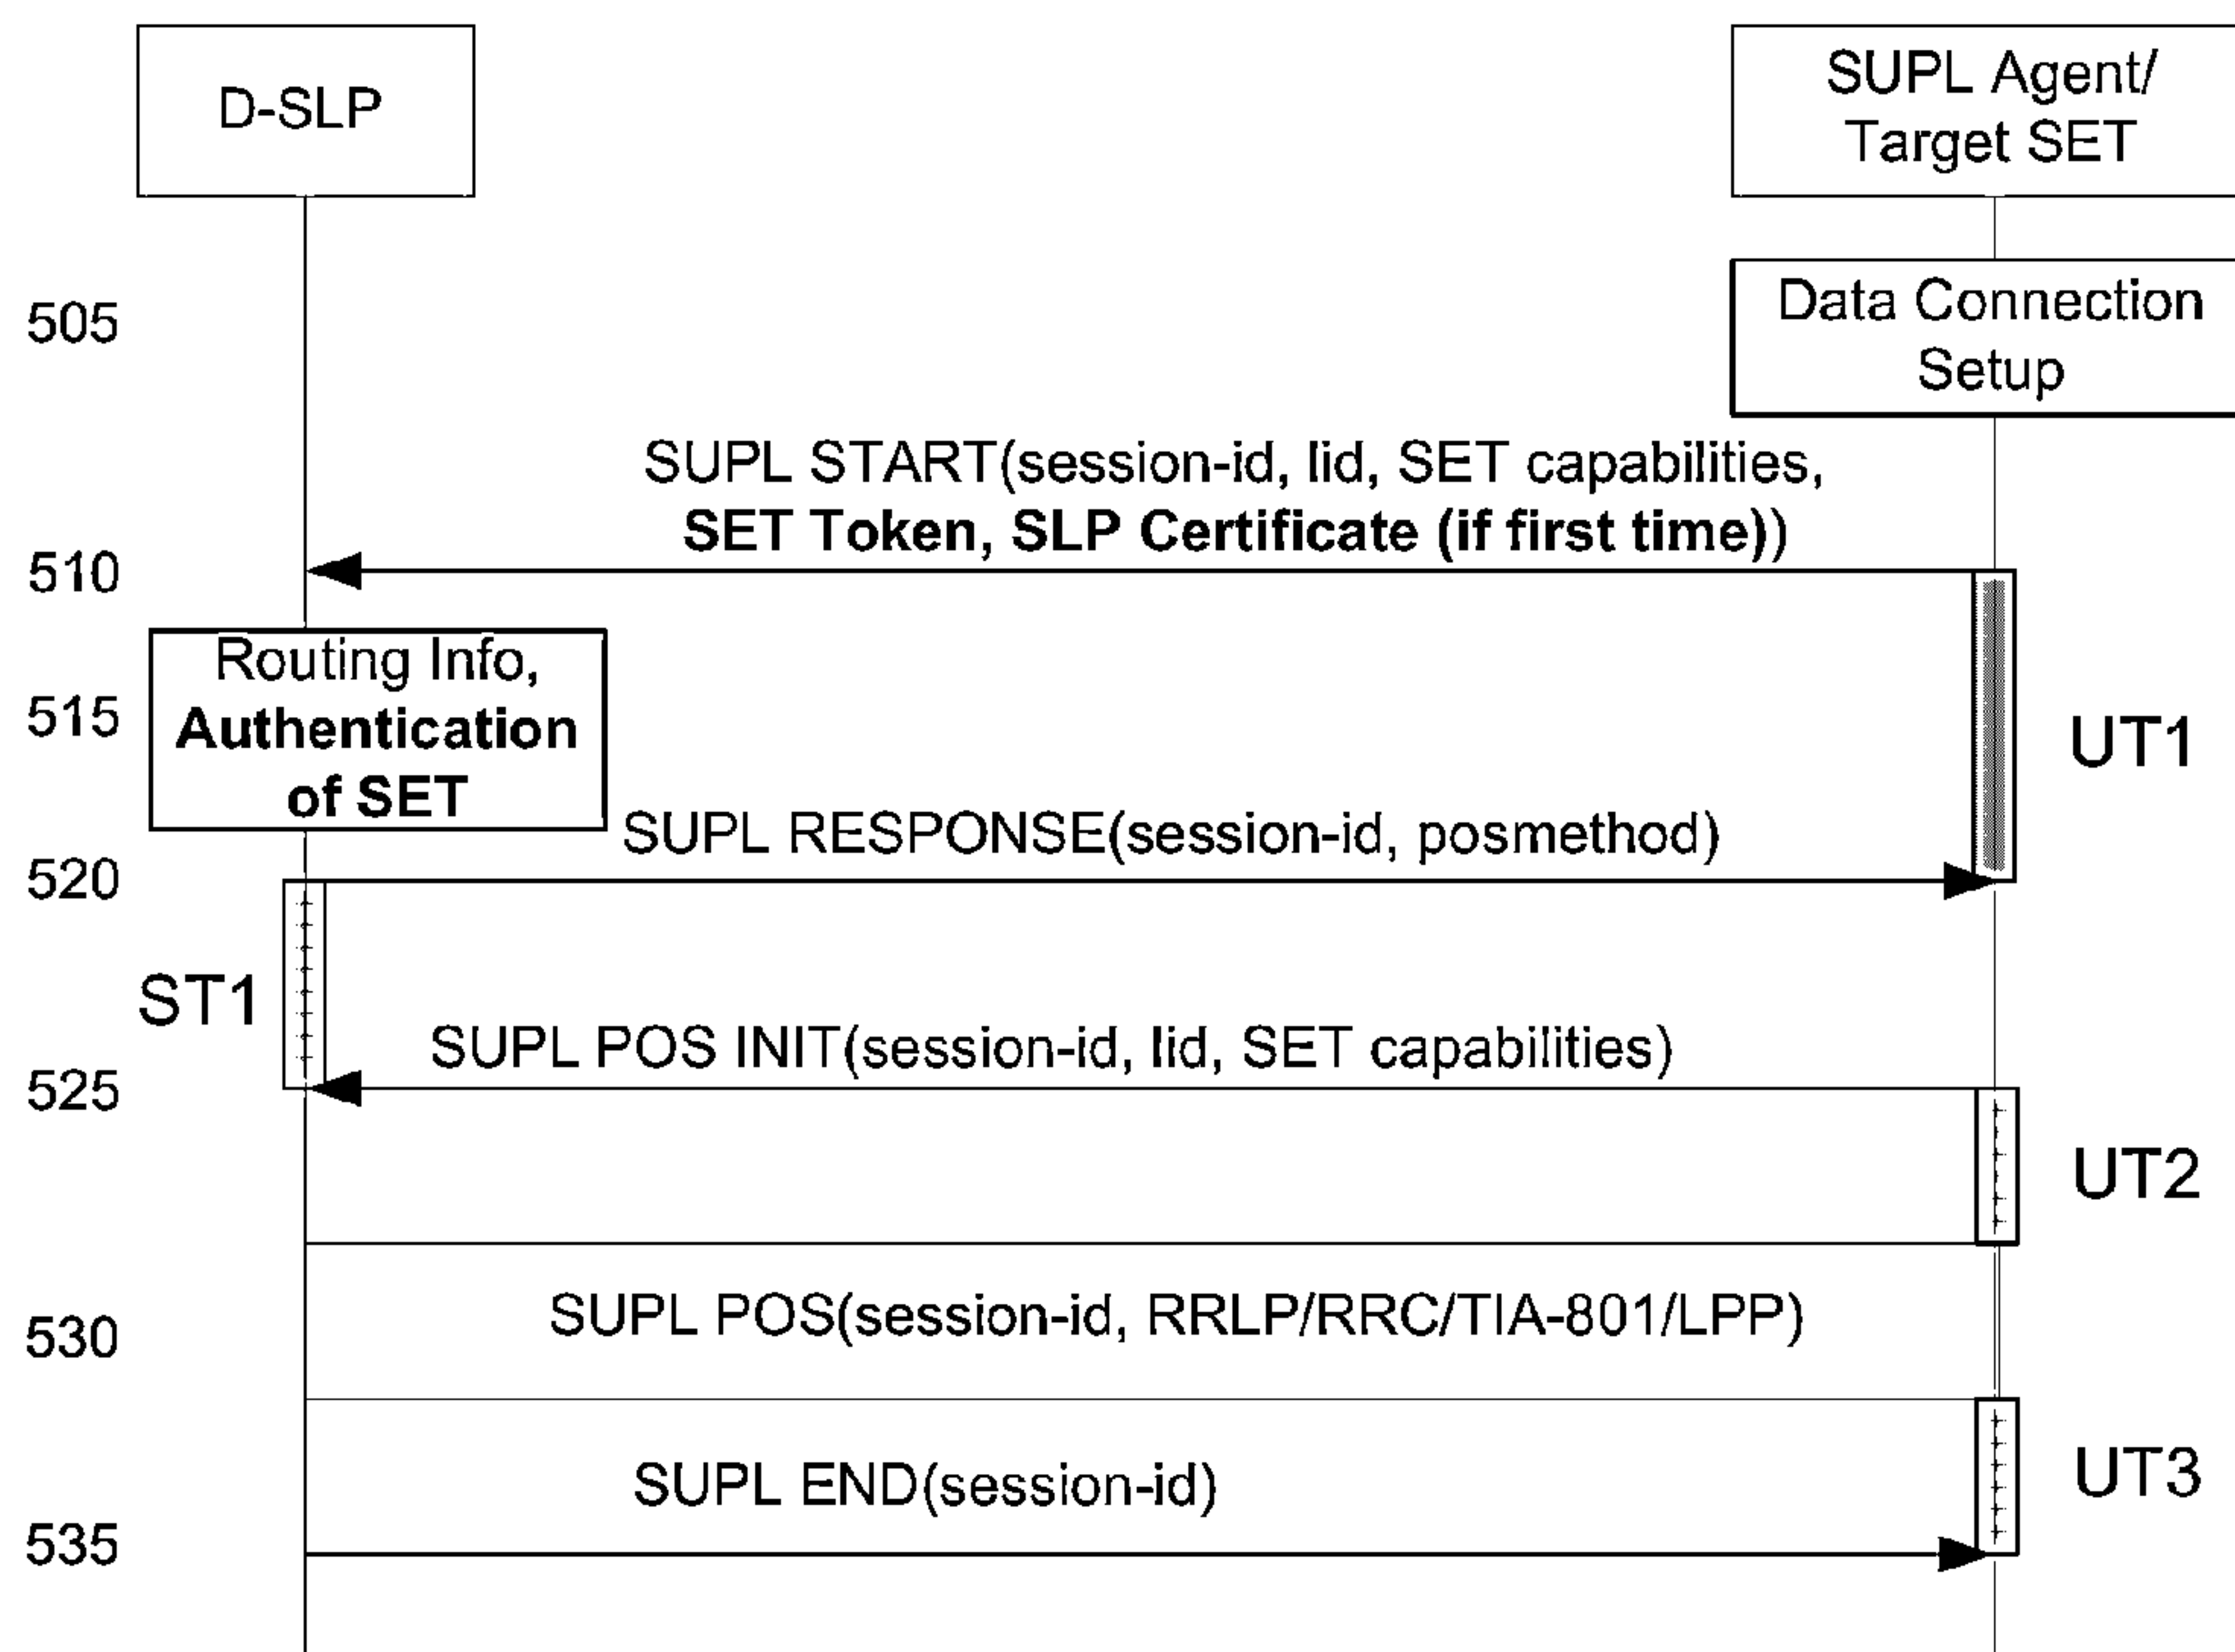 D-SLP
SUPL Agent/
Target SET
505
Data Connection
Setup
SUPL START(session-id, lid, SET capabilities,
SET Token, SLP Certificate (if first time))
510
Routing Info,
Authentication
of SET
515
UT1
SUPL RESPONSE(session-id, posmethod)
520
ST1
SUPL POS INIT(session-id, lid, SET capabilities)
525
UT2
SUPL POS(session-id, RRLP/RRC/TIA-801/LPP)
530
SUPL END(session-id)
UT3
535